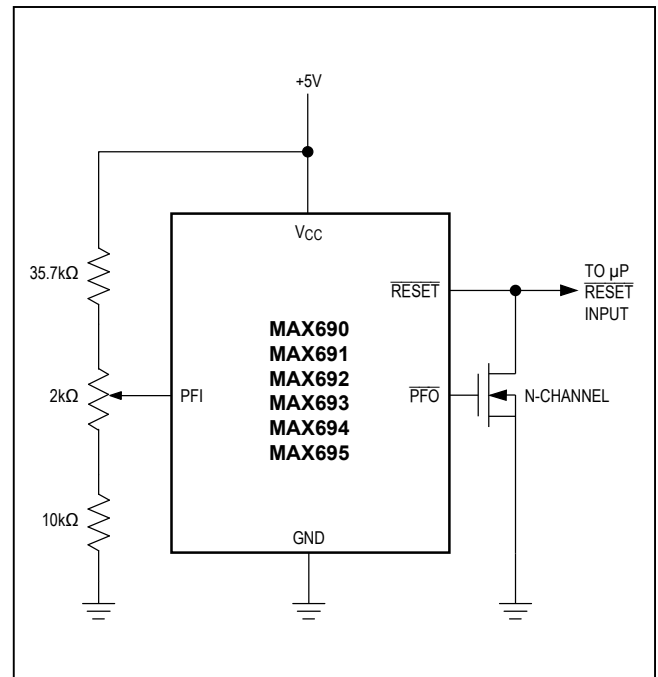 +5V
VCC
35.7kΩ
RESET
TO µP
RESET
INPUT
MAX690
MAX691
MAX692
MAX693
MAX694
MAX695
2kΩ
PFI
PFO
N-CHANNEL
10kΩ
GND